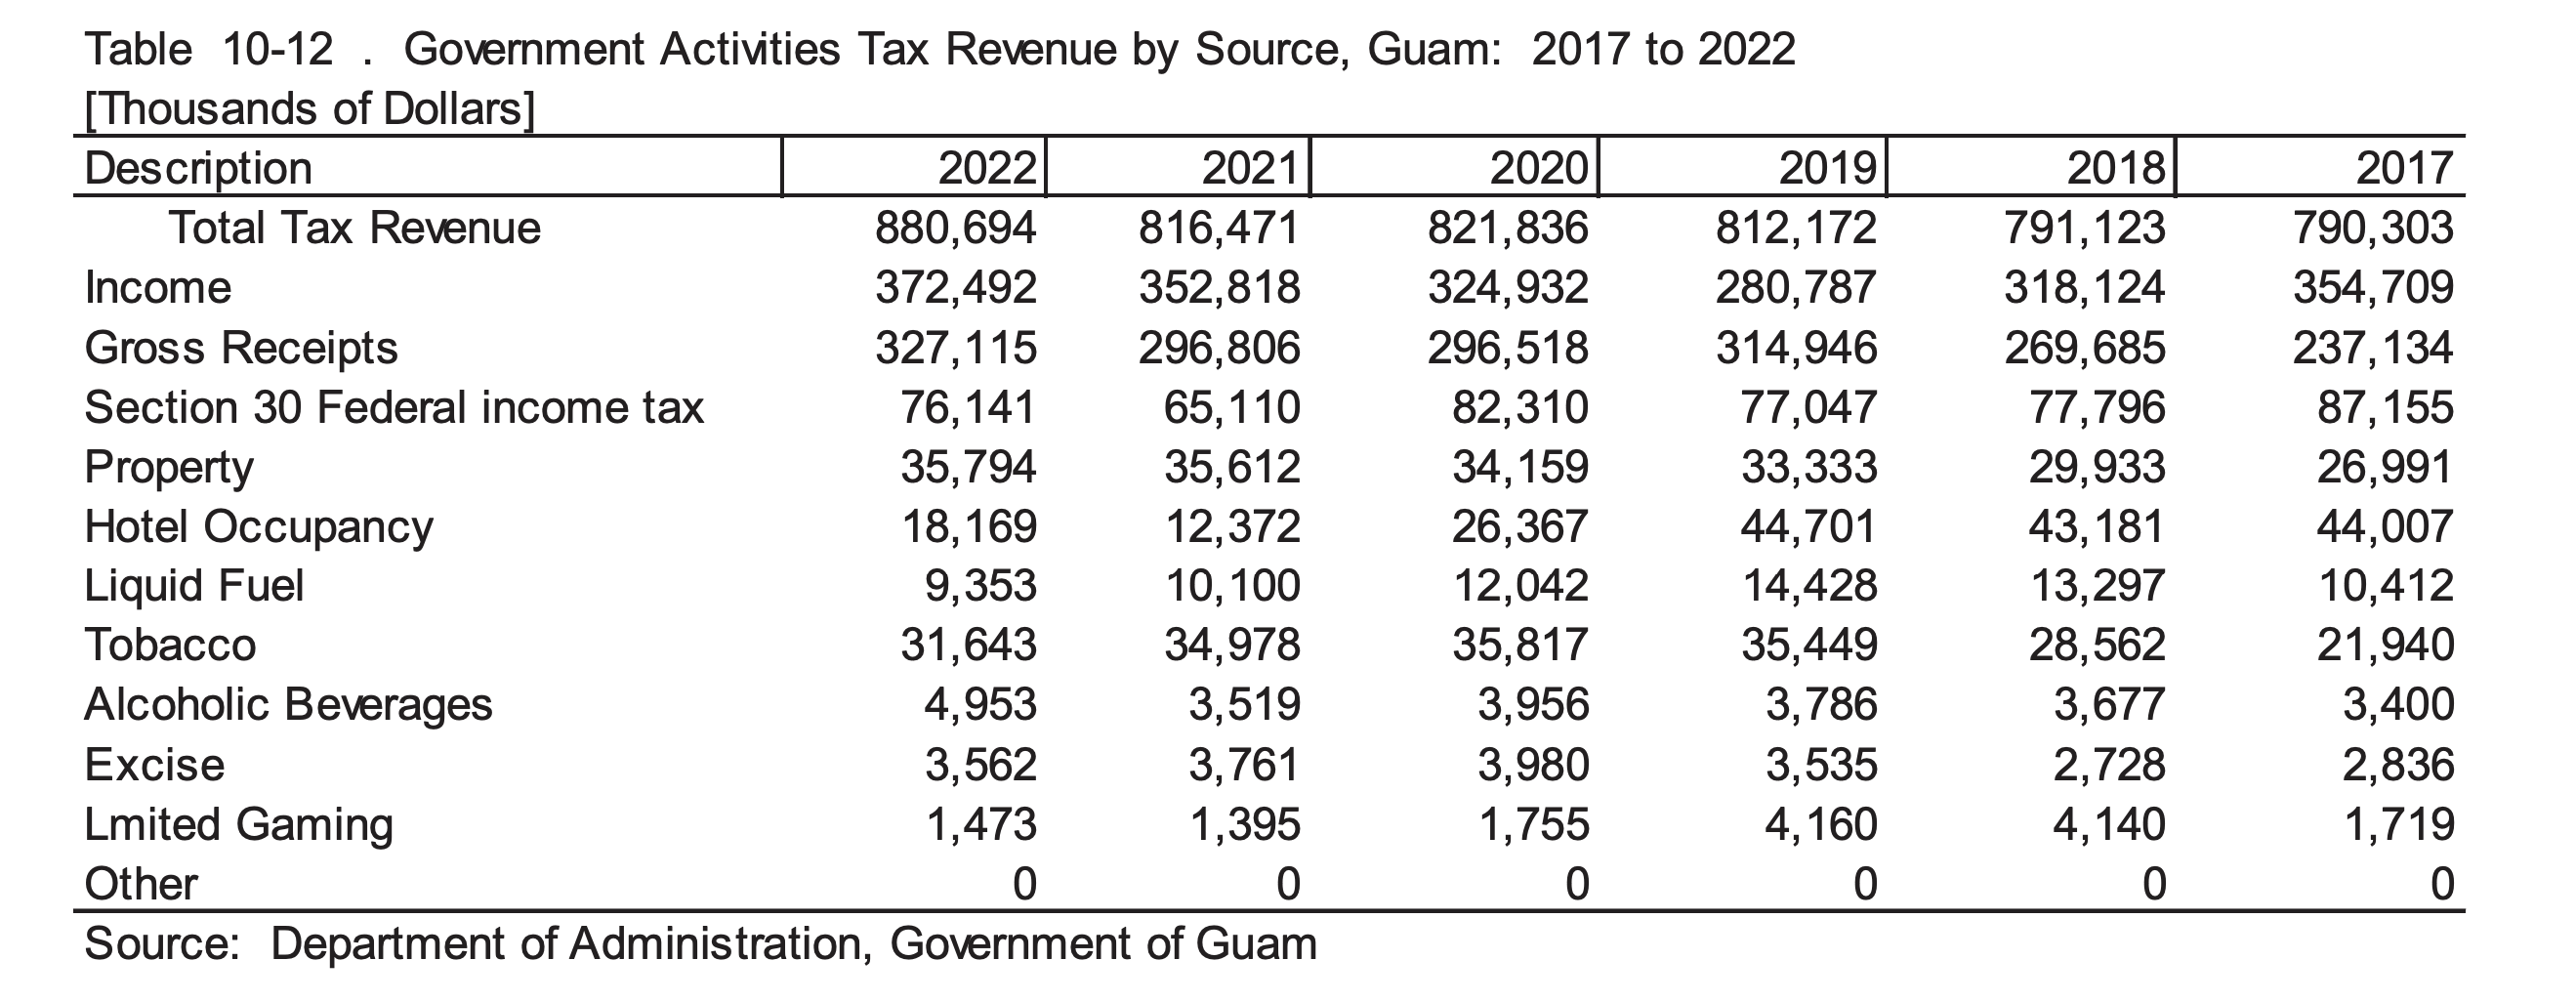 Table 10-12 . Government Activities Tax Revenue by Source, Guam: 2017 to 2022
[Thousands of Dollars]
Description 2022 2021 2020 2019 2018 2017
Total Tax Revenue 880,694 816,471 821,836 812,172 791,123 790,303
Income 372,492 352,818 324,932 280,787 318,124 354,709
Gross Receipts 327,115 296,806 296,518 314,946 269,685 237,134
Section 30 Federal income tax 76,141 65,110 82,310 77,047 77,796 87,155
Property 35,794 35,612 34,159 33,333 29,933 26,991
Hotel Occupancy 18,169 12,372 26,367 44,701 43,181 44,007
Liquid Fuel 9,353 10,100 12,042 14,428 13,297 10,412
Tobacco 31,643 34,978 35,817 35,449 28,562 21,940
Alcoholic Beverages 4,953 3,519 3,956 3,786 3,677 3,400
Excise 3,562 3,761 3,980 3,535 2,728 2,836
Lmited Gaming 1,473 1,395 1,755 4,160 4,140 1,719
Other 0 0 0 0 0 0
Source: Department of Administration, Government of Guam